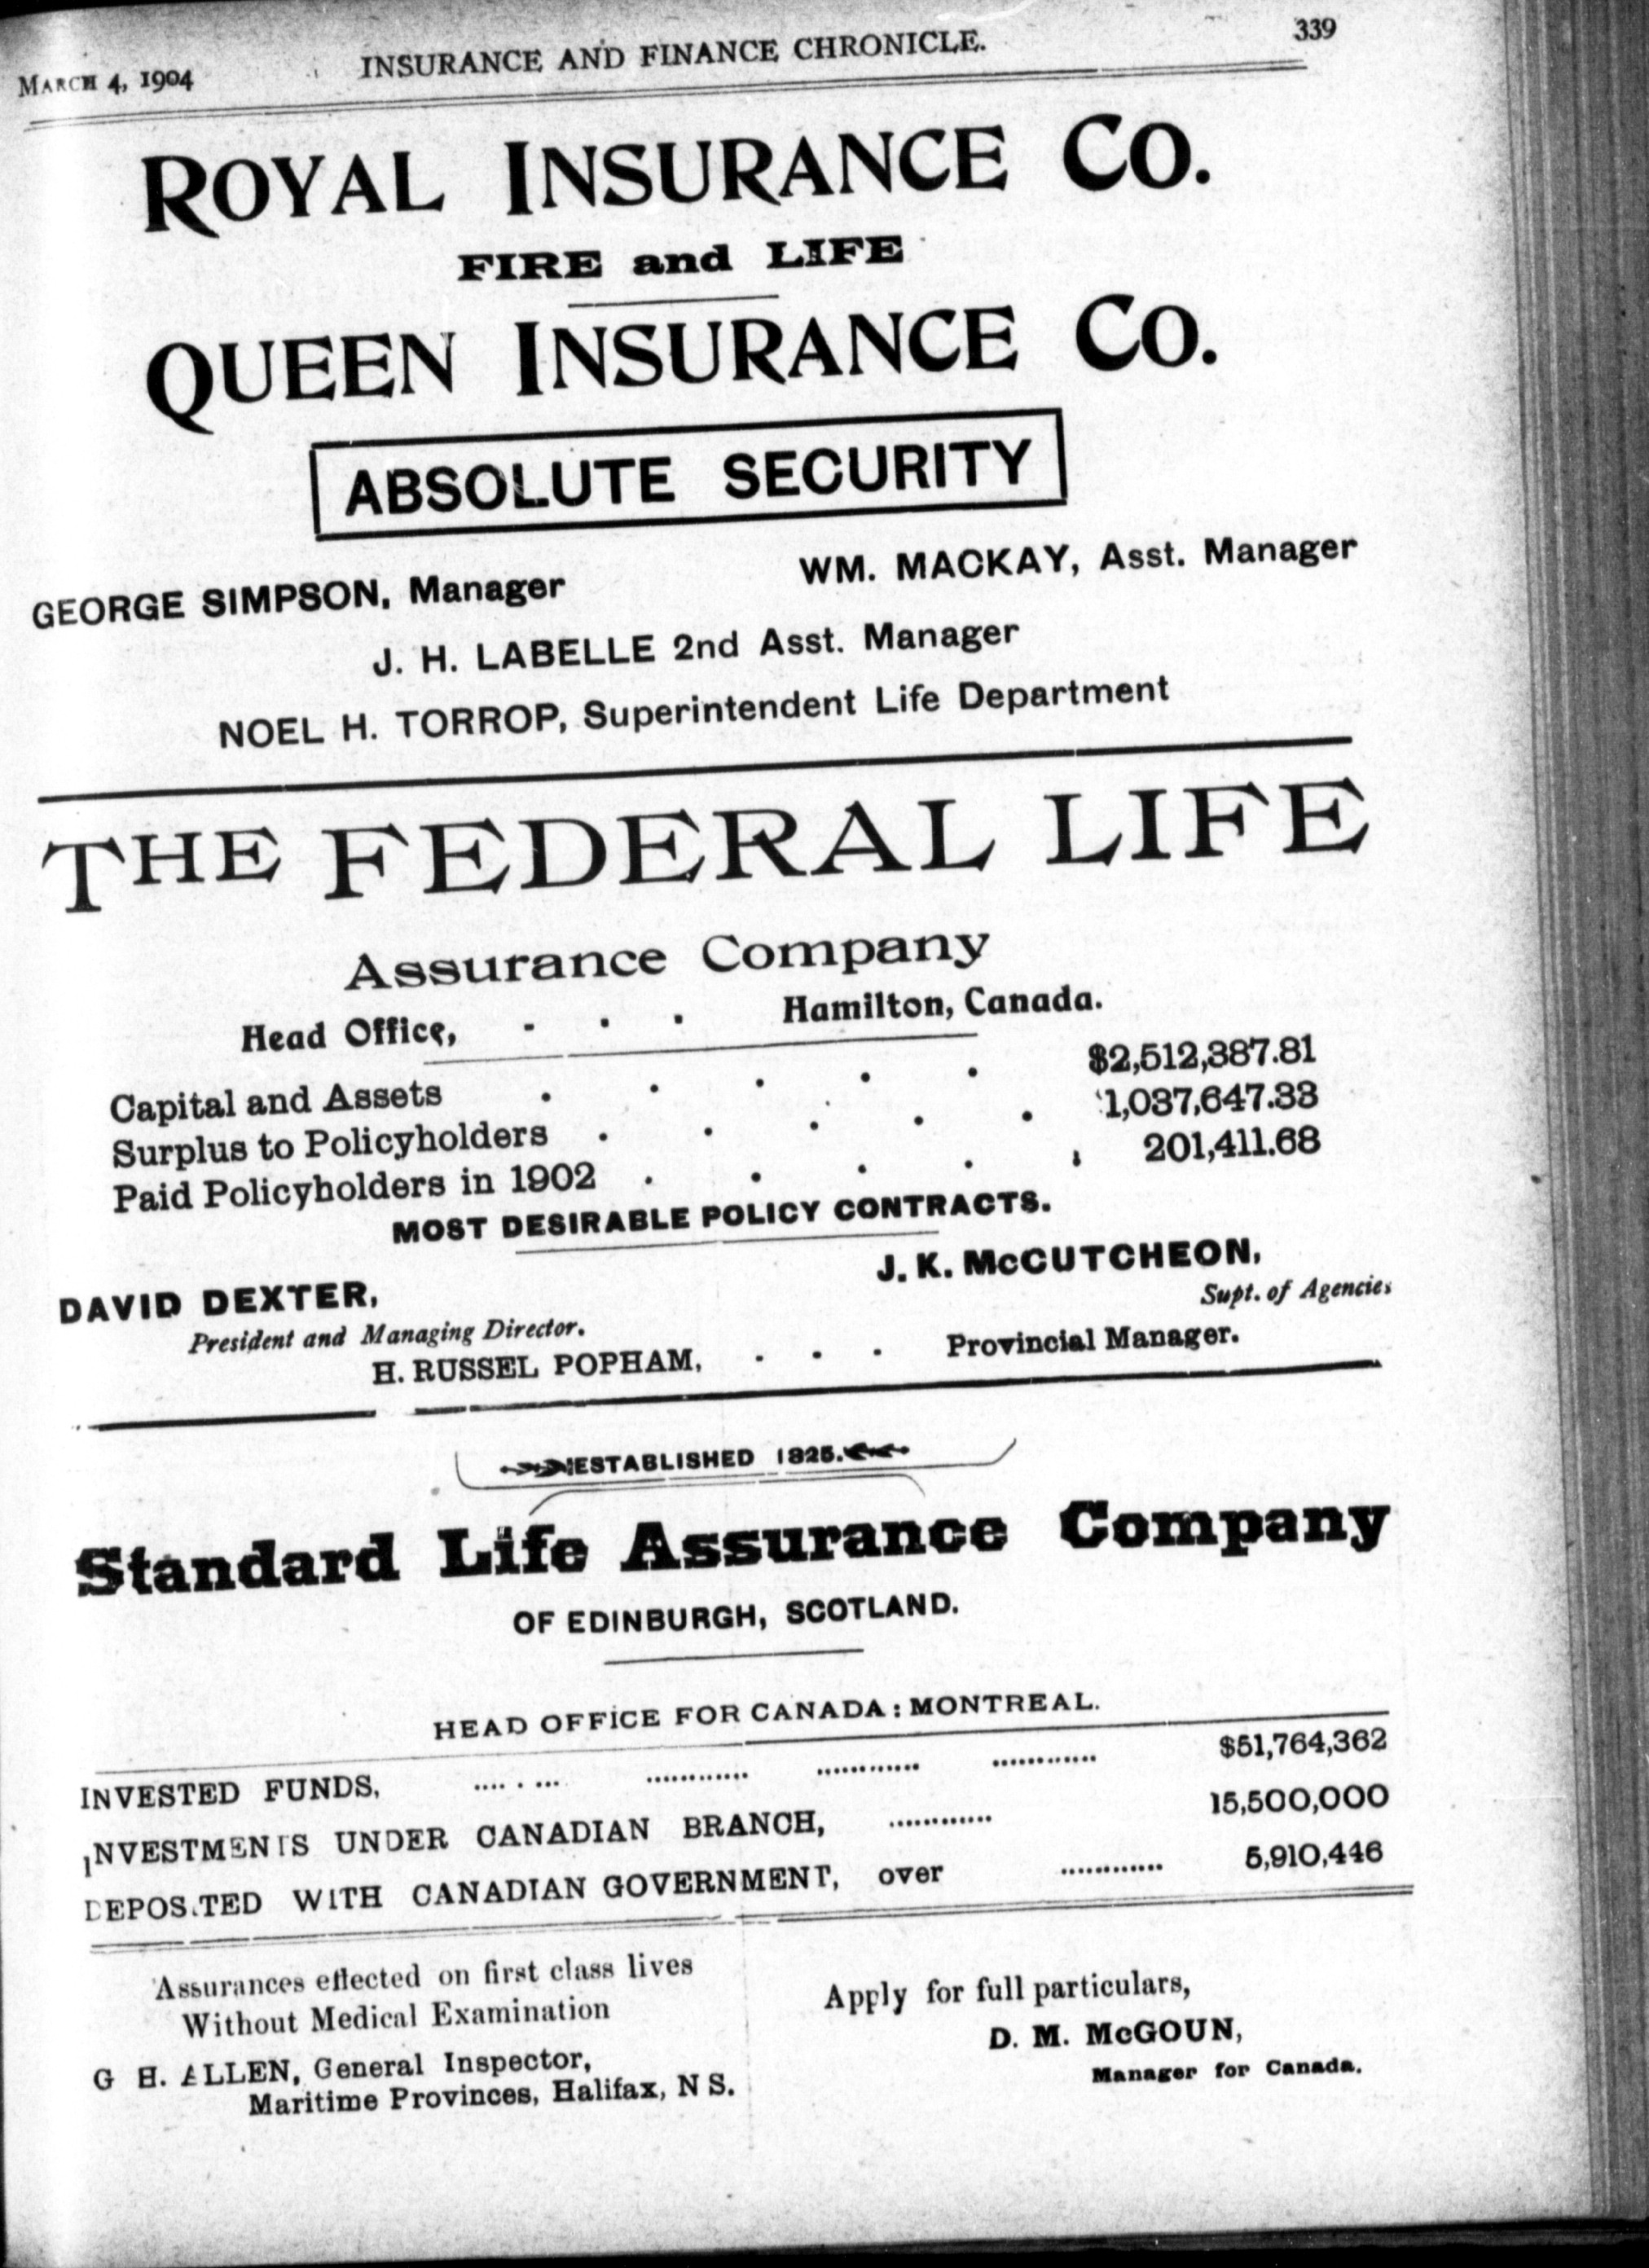 MARCH 4, 1904 INSURANCE AND FINANCE CHRONICLE. 339
ROYAL INSURANCE CO.
FIRE and LIFE
QUEEN INSURANCE CO.
ABSOLUTE SECURITY
GEORGE SIMPSON, Manager WM. MACKAY, Asst. Manager
J. H. LABELLE 2nd Asst. Manager
NOEL H. TORROP, Superintendent Life Department
THE FEDERAL LIFE
Assurance Company
Head Office, - . . Hamilton, Canada.
Capital and Assets . . . . . $2,512,387.81
Surplus to Policyholders . . . . . 1,037,647.33
Paid Policyholders in 1902 . . . . . 201,411.68
MOST DESIRABLE POLICY CONTRACTS.
DAVID DEXTER, J. K. McCUTCHEON,
President and Managing Director. Supt. of Agencies
H. RUSSEL POPHAM, . . . Provincial Manager.
ESTABLISHED 1825.
Standard Life Assurance Company
OF EDINBURGH, SCOTLAND.
HEAD OFFICE FOR CANADA: MONTREAL.
INVESTED FUNDS, ........ ............ ............ ............ $51,764,362
INVESTMENTS UNDER CANADIAN BRANCH, ............ 15,500,000
DEPOSITED WITH CANADIAN GOVERNMENT, over ............ 5,910,446
Assurances effected on first class lives
Without Medical Examination
G H. ALLEN, General Inspector,
Maritime Provinces, Halifax, N S.
Apply for full particulars,
D. M. McGOUN,
Manager for Canada.